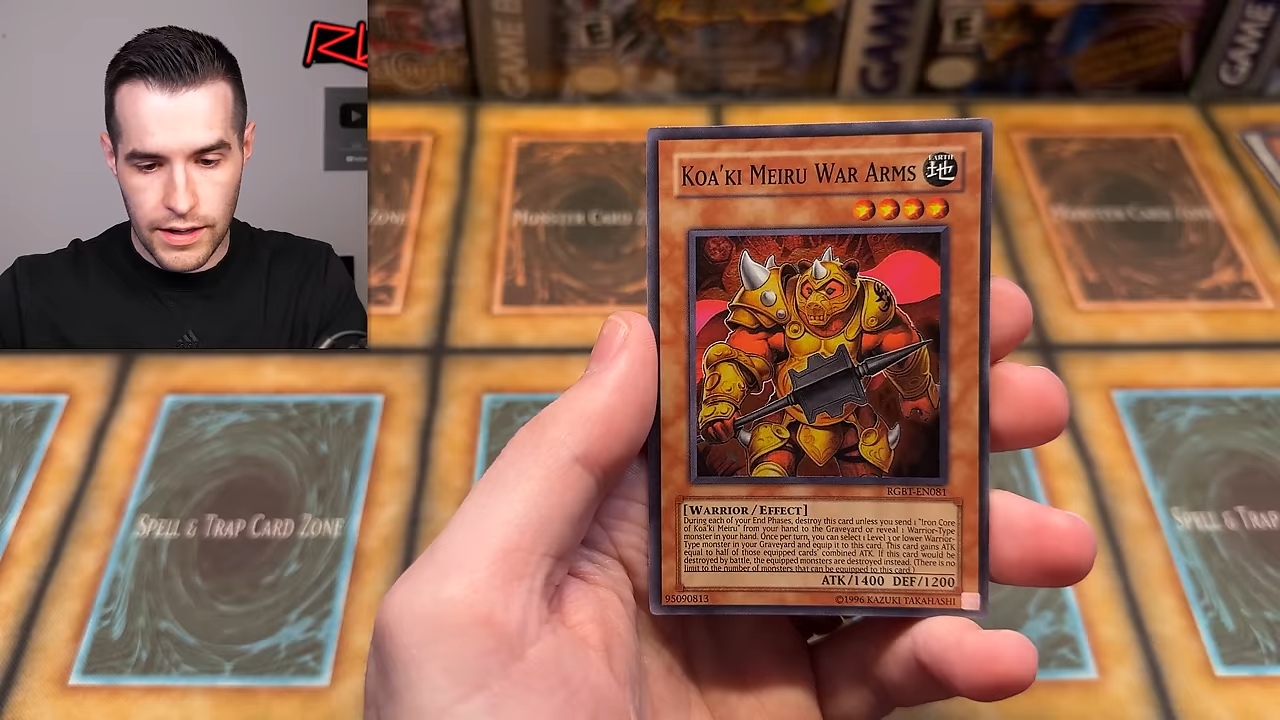 RU
GAME B
E
GAM
E
GAME
ZONE
MONSTER CARD Z
MONSTER CARD ZONE
KOA'KI MEIRU WAR ARMS
EARTH
地
RGBT-EN081
[WARRIOR/EFFECT]
During each of your End Phases, destroy this card unless you send 1 "Iron Core
of Koa'ki Meiru" from your hand to the Graveyard or reveal 1 Warrior-Type
monster in your hand. Once per turn, you can select 1 Level 3 or lower Warrior-
Type monster in your Graveyard and equip it to this card. This card gains ATK
equal to half of those equipped cards' combined ATK. If this card would be
destroyed by battle, the equipped monsters are destroyed instead. (There is no
limit to the number of monsters that can be equipped to this card.)
ATK/1400 DEF/1200
95090813
©1996 KAZUKI TAKAHASHI
SPELL & TRAP CARD ZONE
SPELL & TRAP